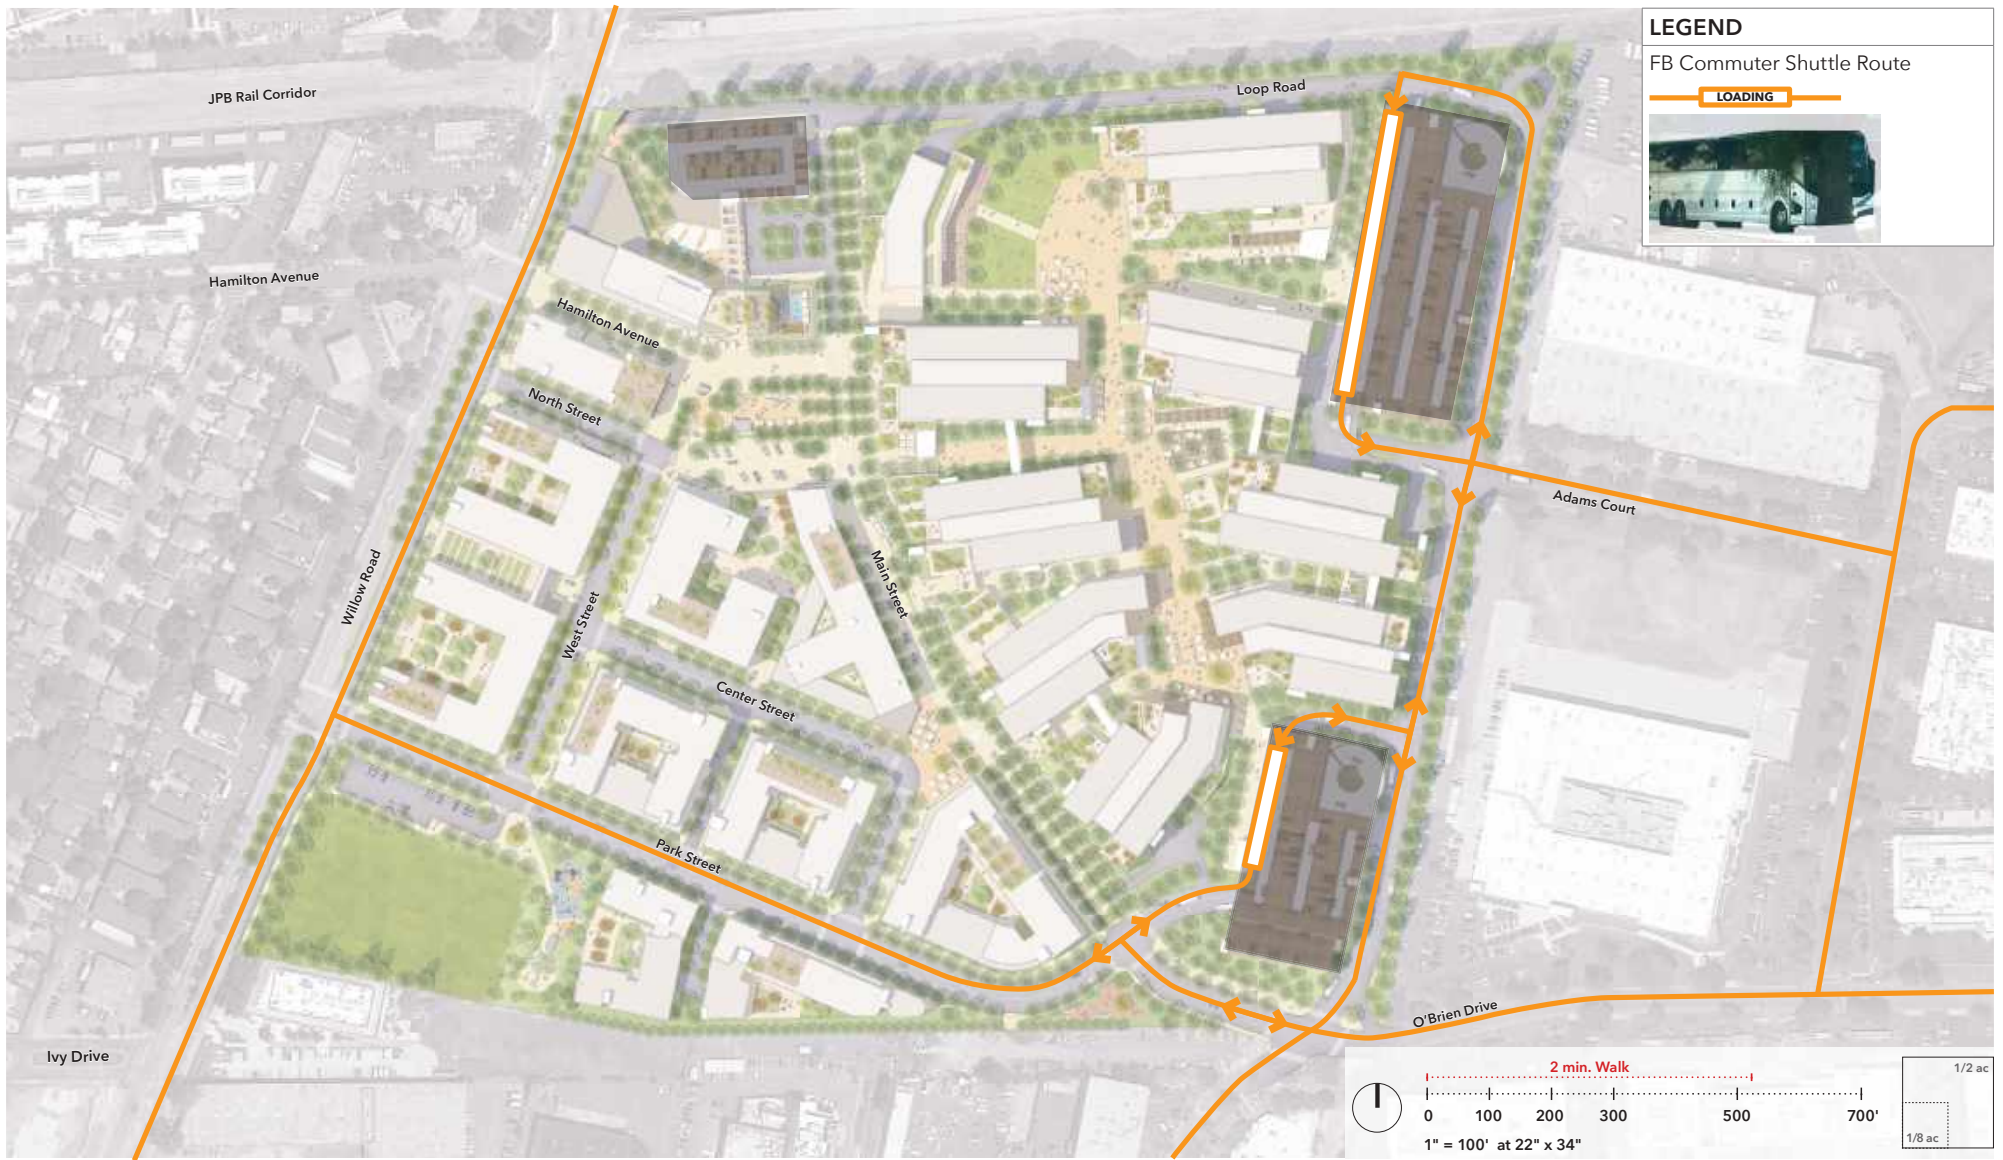 LEGEND
FB Commuter Shuttle Route
LOADING
JPB Rail Corridor
Loop Road
Hamilton Avenue
Hamilton Avenue
North Street
Adams Court
Willow Road
West Street
Main Street
Center Street
Park Street
O'Brien Drive
Ivy Drive
2 min. Walk
0 100 200 300 500 700'
1" = 100' at 22" x 34"
1/2 ac
1/8 ac